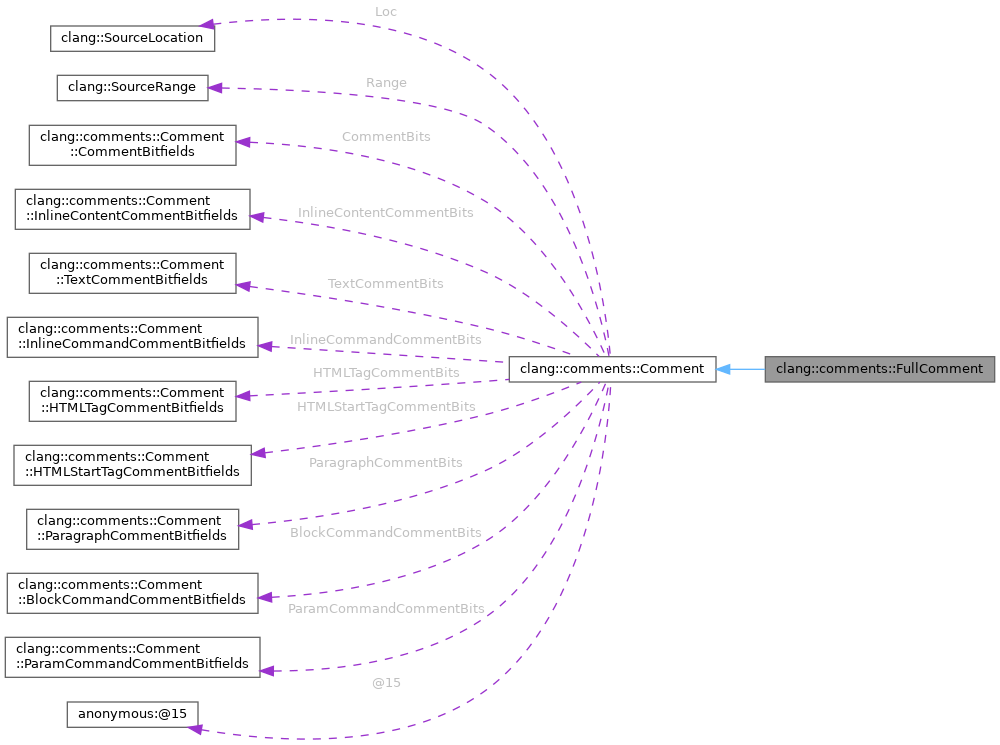 Loc
clang::SourceLocation
Range
clang::SourceRange
CommentBits
clang::comments::Comment
::CommentBitfields
InlineContentCommentBits
clang::comments::Comment
::InlineContentCommentBitfields
TextCommentBits
clang::comments::Comment
::TextCommentBitfields
InlineCommandCommentBits
clang::comments::Comment
::InlineCommandCommentBitfields
clang::comments::Comment
clang::comments::FullComment
HTMLTagCommentBits
clang::comments::Comment
::HTMLTagCommentBitfields
HTMLStartTagCommentBits
clang::comments::Comment
::HTMLStartTagCommentBitfields
ParagraphCommentBits
clang::comments::Comment
::ParagraphCommentBitfields
BlockCommandCommentBits
clang::comments::Comment
::BlockCommandCommentBitfields
ParamCommandCommentBits
clang::comments::Comment
::ParamCommandCommentBitfields
@15
anonymous:@15